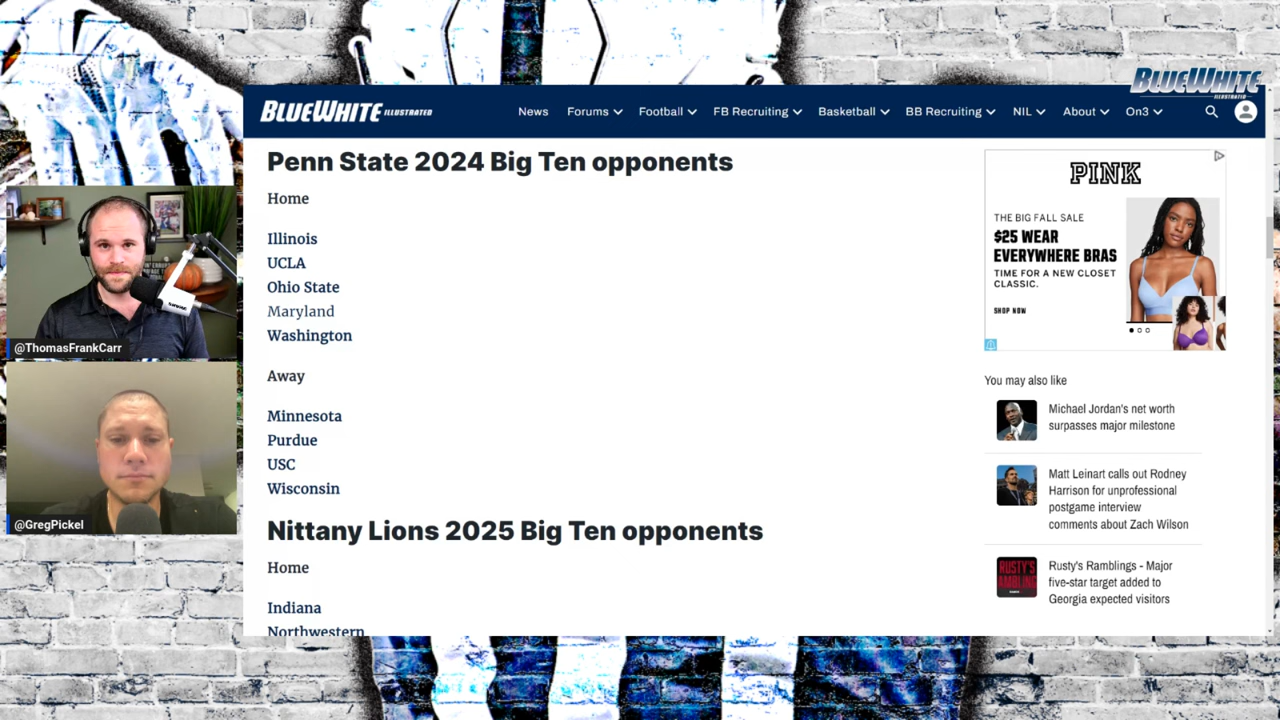 BLUEWHITE
ILLUSTRATED
BLUEWHITE ILLUSTRATED
News Forums Football FB Recruiting Basketball BB Recruiting NIL About On3
Penn State 2024 Big Ten opponents
Home
Illinois
UCLA
Ohio State
Maryland
Washington
Away
Minnesota
Purdue
USC
Wisconsin
Nittany Lions 2025 Big Ten opponents
Home
Indiana
Northwestern
PINK
THE BIG FALL SALE
$25 WEAR
EVERYWHERE BRAS
TIME FOR A NEW CLOSET
CLASSIC.
SHOP NOW
You may also like
Michael Jordan's net worth
surpasses major milestone
Matt Leinart calls out Rodney
Harrison for unprofessional
postgame interview
comments about Zach Wilson
RUSTY'S
RAMBLINGS
Rusty's Ramblings - Major
five-star target added to
Georgia expected visitors
SHURE
@ThomasFrankCarr
@GregPickel